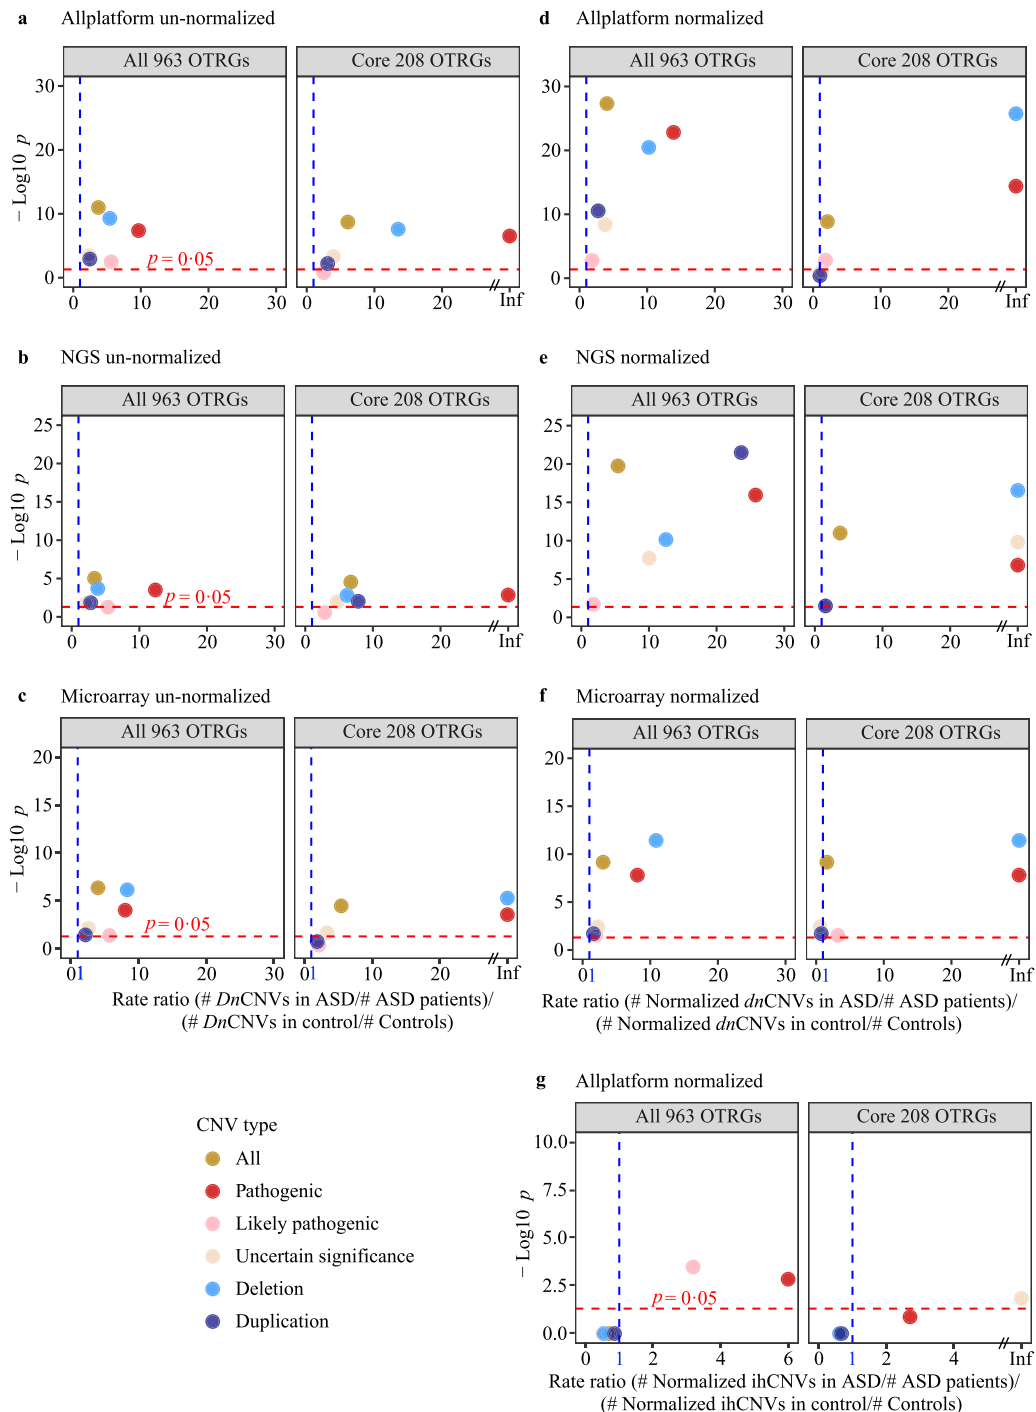 a Allplatform un-normalized
All 963 OTRGs Core 208 OTRGs
30
20
10
0
− Log10 p
p = 0·05
0 10 20 30 0 10 20 Inf
d Allplatform normalized
All 963 OTRGs Core 208 OTRGs
30
20
10
0
0 10 20 30 0 10 20 Inf
b NGS un-normalized
All 963 OTRGs Core 208 OTRGs
25
20
15
10
5
0
− Log10 p
p = 0·05
0 10 20 30 0 10 20 Inf
e NGS normalized
All 963 OTRGs Core 208 OTRGs
25
20
15
10
5
0
0 10 20 30 0 10 20 Inf
c Microarray un-normalized
All 963 OTRGs Core 208 OTRGs
20
15
10
5
0
− Log10 p
p = 0·05
0 1 10 20 30 0 1 10 20 Inf
Rate ratio (# DnCNVs in ASD/# ASD patients)/
(# DnCNVs in control/# Controls)
f Microarray normalized
All 963 OTRGs Core 208 OTRGs
20
15
10
5
0
0 1 10 20 30 0 1 10 20 Inf
Rate ratio (# Normalized dnCNVs in ASD/# ASD patients)/
(# Normalized dnCNVs in control/# Controls)
g Allplatform normalized
All 963 OTRGs Core 208 OTRGs
10.0
7.5
5.0
2.5
0.0
− Log10 p
p = 0·05
0 1 2 4 6 0 1 2 4 Inf
Rate ratio (# Normalized ihCNVs in ASD/# ASD patients)/
(# Normalized ihCNVs in control/# Controls)
CNV type
All
Pathogenic
Likely pathogenic
Uncertain significance
Deletion
Duplication